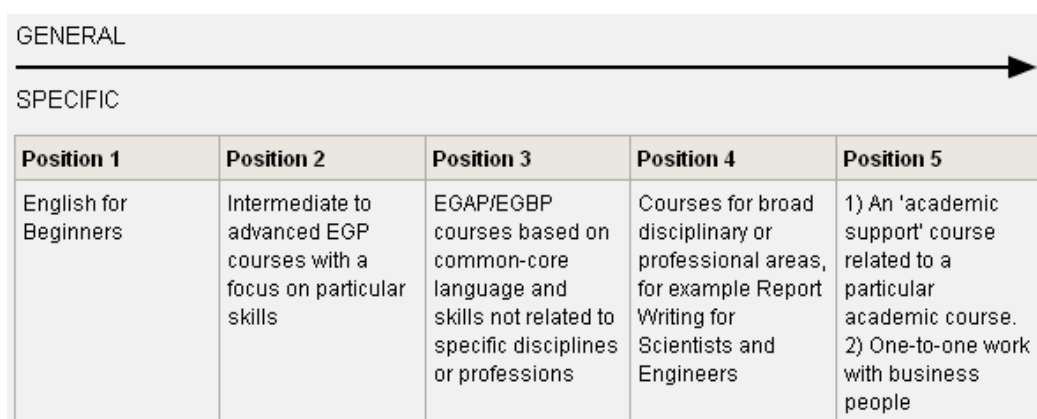 GENERAL
SPECIFIC
Position 1
Position 2
Position 3
Position 4
Position 5
English for
Beginners
Intermediate to
advanced EGP
courses with a
focus on particular
skills
EGAP/EGBP
courses based on
common-core
language and
skills not related to
specific disciplines
or professions
Courses for broad
disciplinary or
professional areas,
for example Report
Writing for
Scientists and
Engineers
1) An 'academic
support' course
related to a
particular
academic course.
2) One-to-one work
with business
people